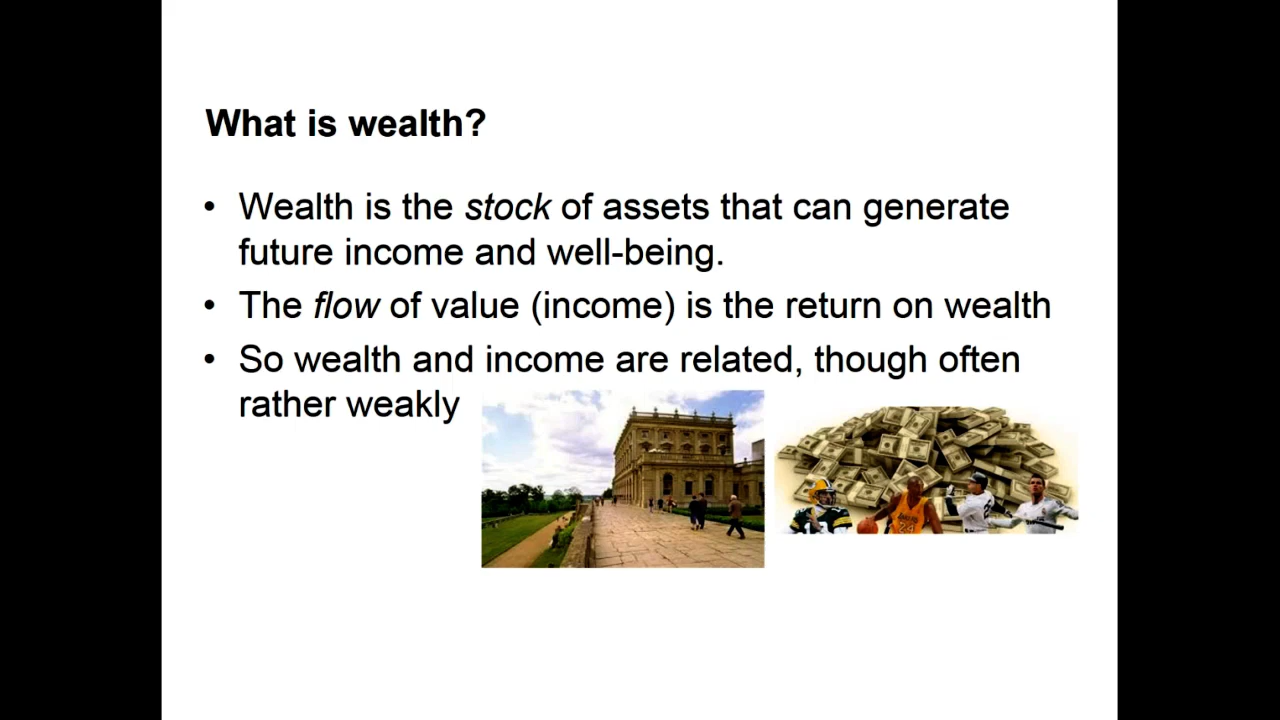 What is wealth?
• Wealth is the stock of assets that can generate
future income and well-being.
• The flow of value (income) is the return on wealth
• So wealth and income are related, though often
rather weakly